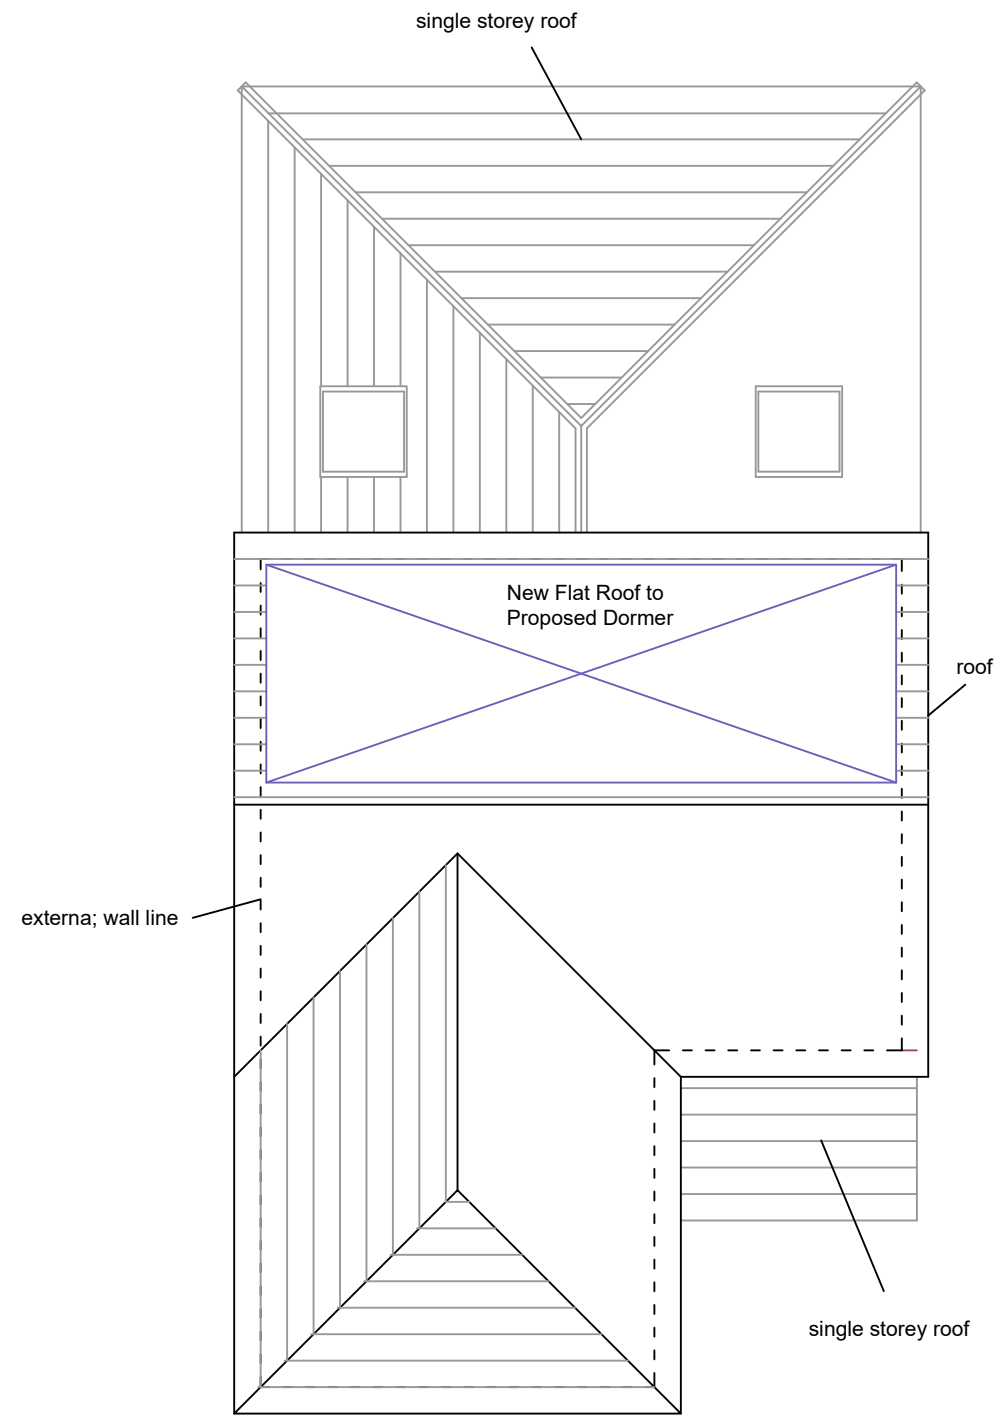 single storey roof
New Flat Roof to
Proposed Dormer
roof
externa; wall line
single storey roof